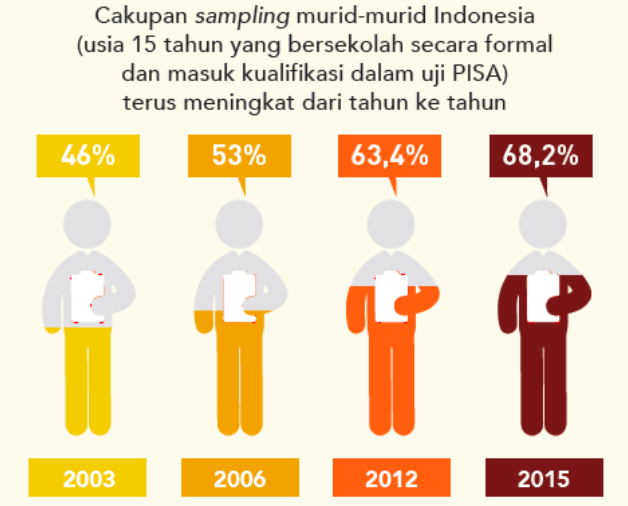 Cakupan sampling murid-murid Indonesia
(usia 15 tahun yang bersekolah secara formal
dan masuk kualifikasi dalam uji PISA)
terus meningkat dari tahun ke tahun
46% 53% 63,4% 68,2%
2003 2006 2012 2015